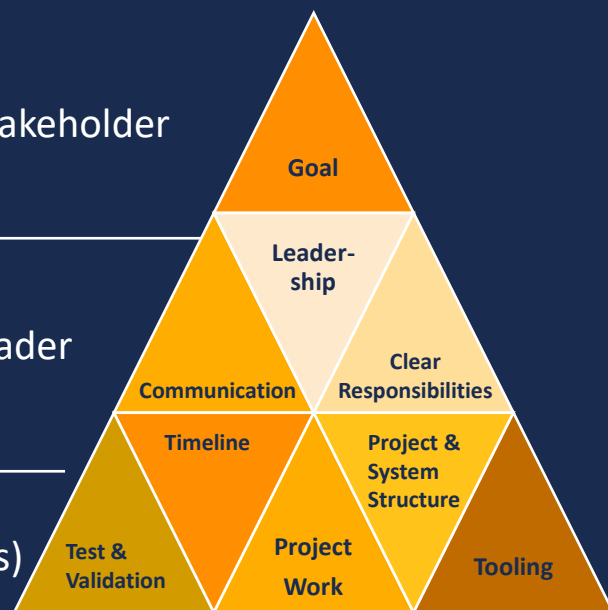 akeholder
Goal
Leader-
ship
ader
Communication
Clear
Responsibilities
Timeline
Project &
System
Structure
s)
Test &
Validation
Project
Work
Tooling